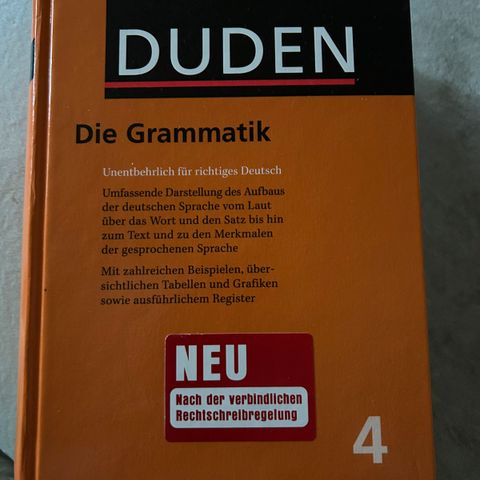 DUDEN
Die Grammatik
Unentbehrlich für richtiges Deutsch
Umfassende Darstellung des Aufbaus
der deutschen Sprache vom Laut
über das Wort und den Satz bis hin
zum Text und zu den Merkmalen
der gesprochenen Sprache
Mit zahlreichen Beispielen, über-
sichtlichen Tabellen und Grafiken
sowie ausführlichem Register
NEU
Nach der verbindlichen
Rechtschreibregelung
4